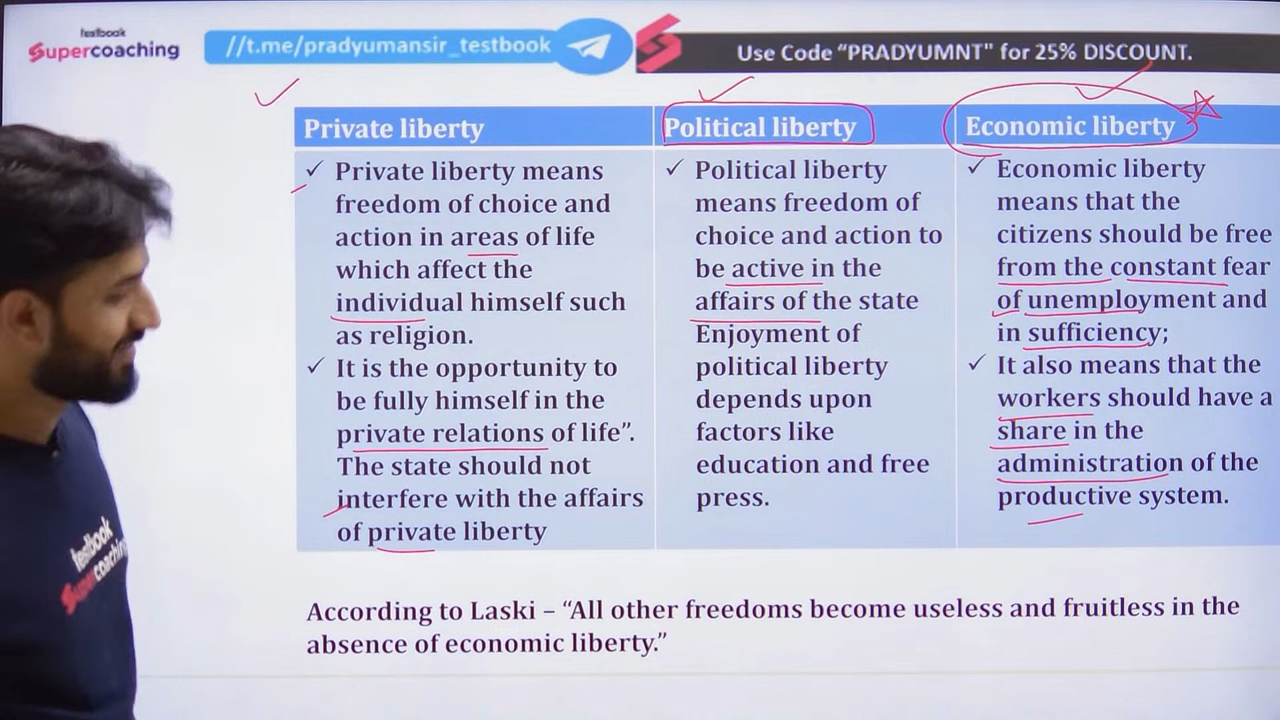 testbook
Supercoaching
//t.me/pradyumansir_testbook
Use Code “PRADYUMNT" for 25% DISCOUNT.
Private liberty
✓ Private liberty means
freedom of choice and
action in areas of life
which affect the
individual himself such
as religion.
✓ It is the opportunity to
be fully himself in the
private relations of life”.
The state should not
interfere with the affairs
of private liberty
Political liberty
✓ Political liberty
means freedom of
choice and action to
be active in the
affairs of the state
Enjoyment of
political liberty
depends upon
factors like
education and free
press.
Economic liberty
✓ Economic liberty
means that the
citizens should be free
from the constant fear
of unemployment and
in sufficiency;
✓ It also means that the
workers should have a
share in the
administration of the
productive system.
According to Laski – “All other freedoms become useless and fruitless in the
absence of economic liberty.”
testbook
Supercoaching